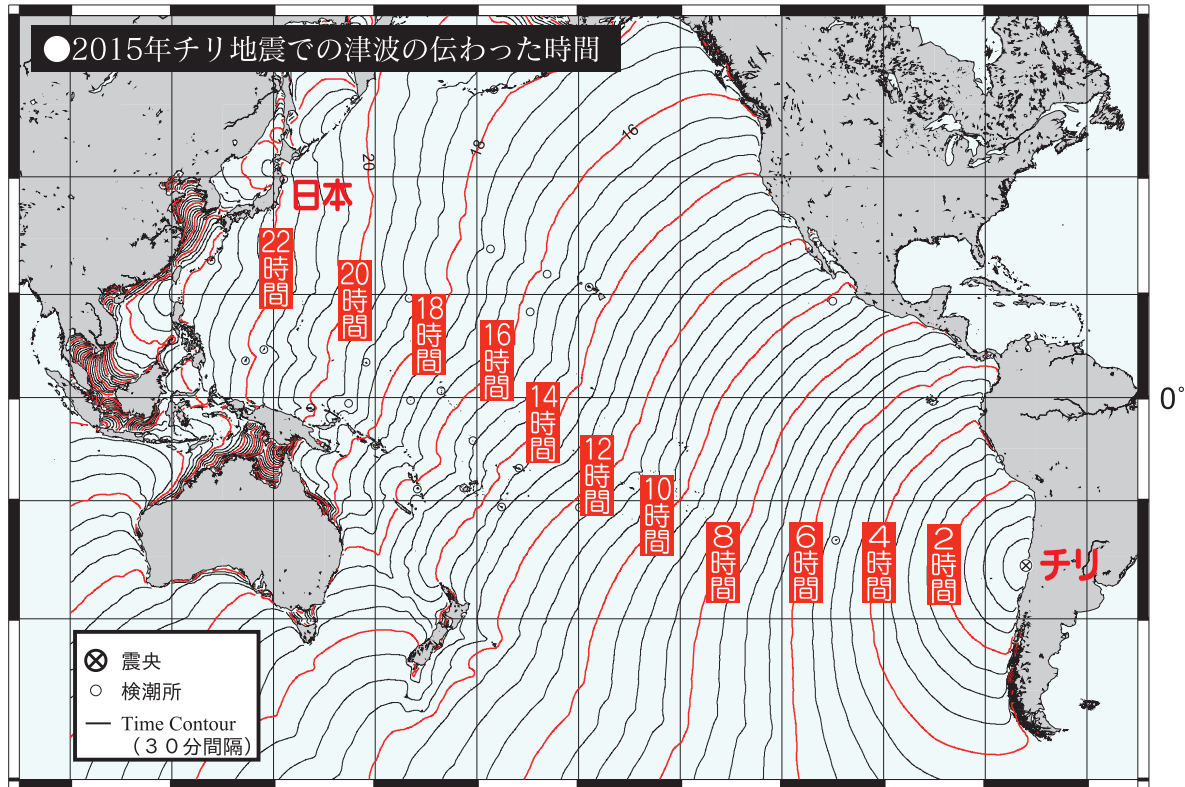 ●2015年チリ地震での津波の伝わった時間
16
18
20
日本
22時間
20時間
18時間
16時間
14時間
12時間
10時間
8時間
6時間
4時間
2時間
チリ
0°
震央
検潮所
Time Contour
（３０分間隔）